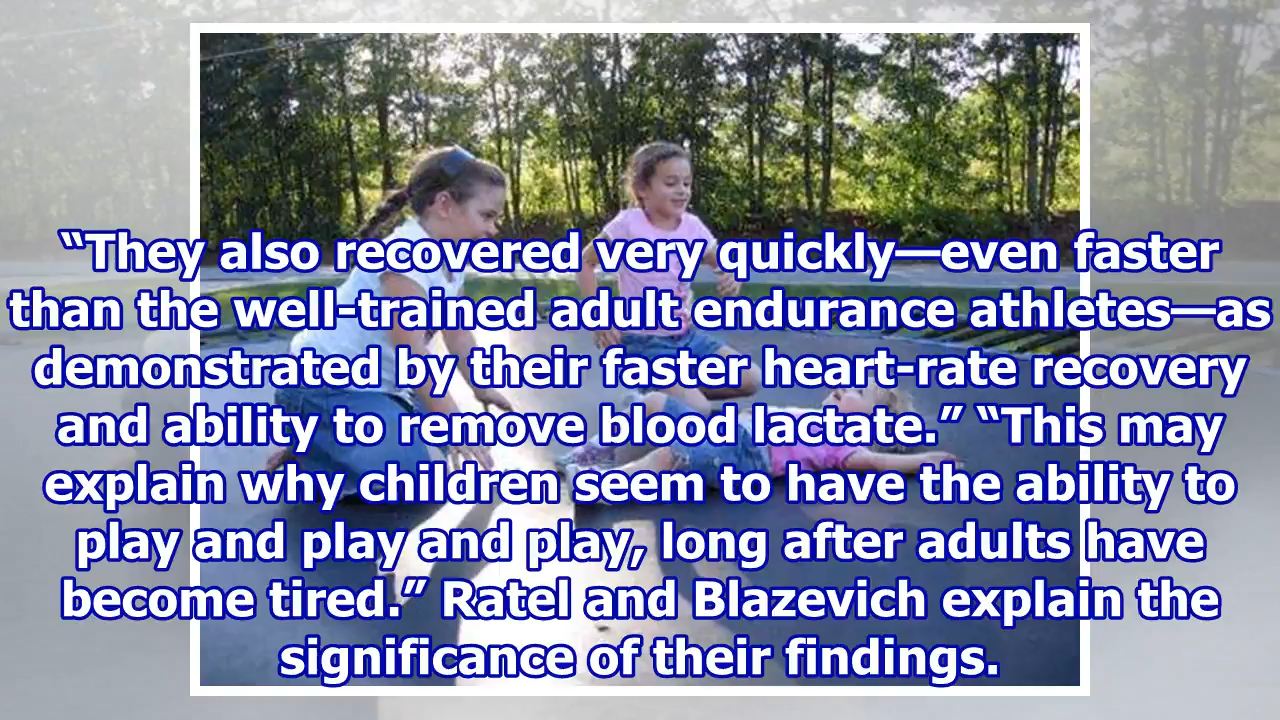 “They also recovered very quickly—even faster
than the well-trained adult endurance athletes—as
demonstrated by their faster heart-rate recovery
and ability to remove blood lactate.” “This may
explain why children seem to have the ability to
play and play and play, long after adults have
become tired.” Ratel and Blazevich explain the
significance of their findings.